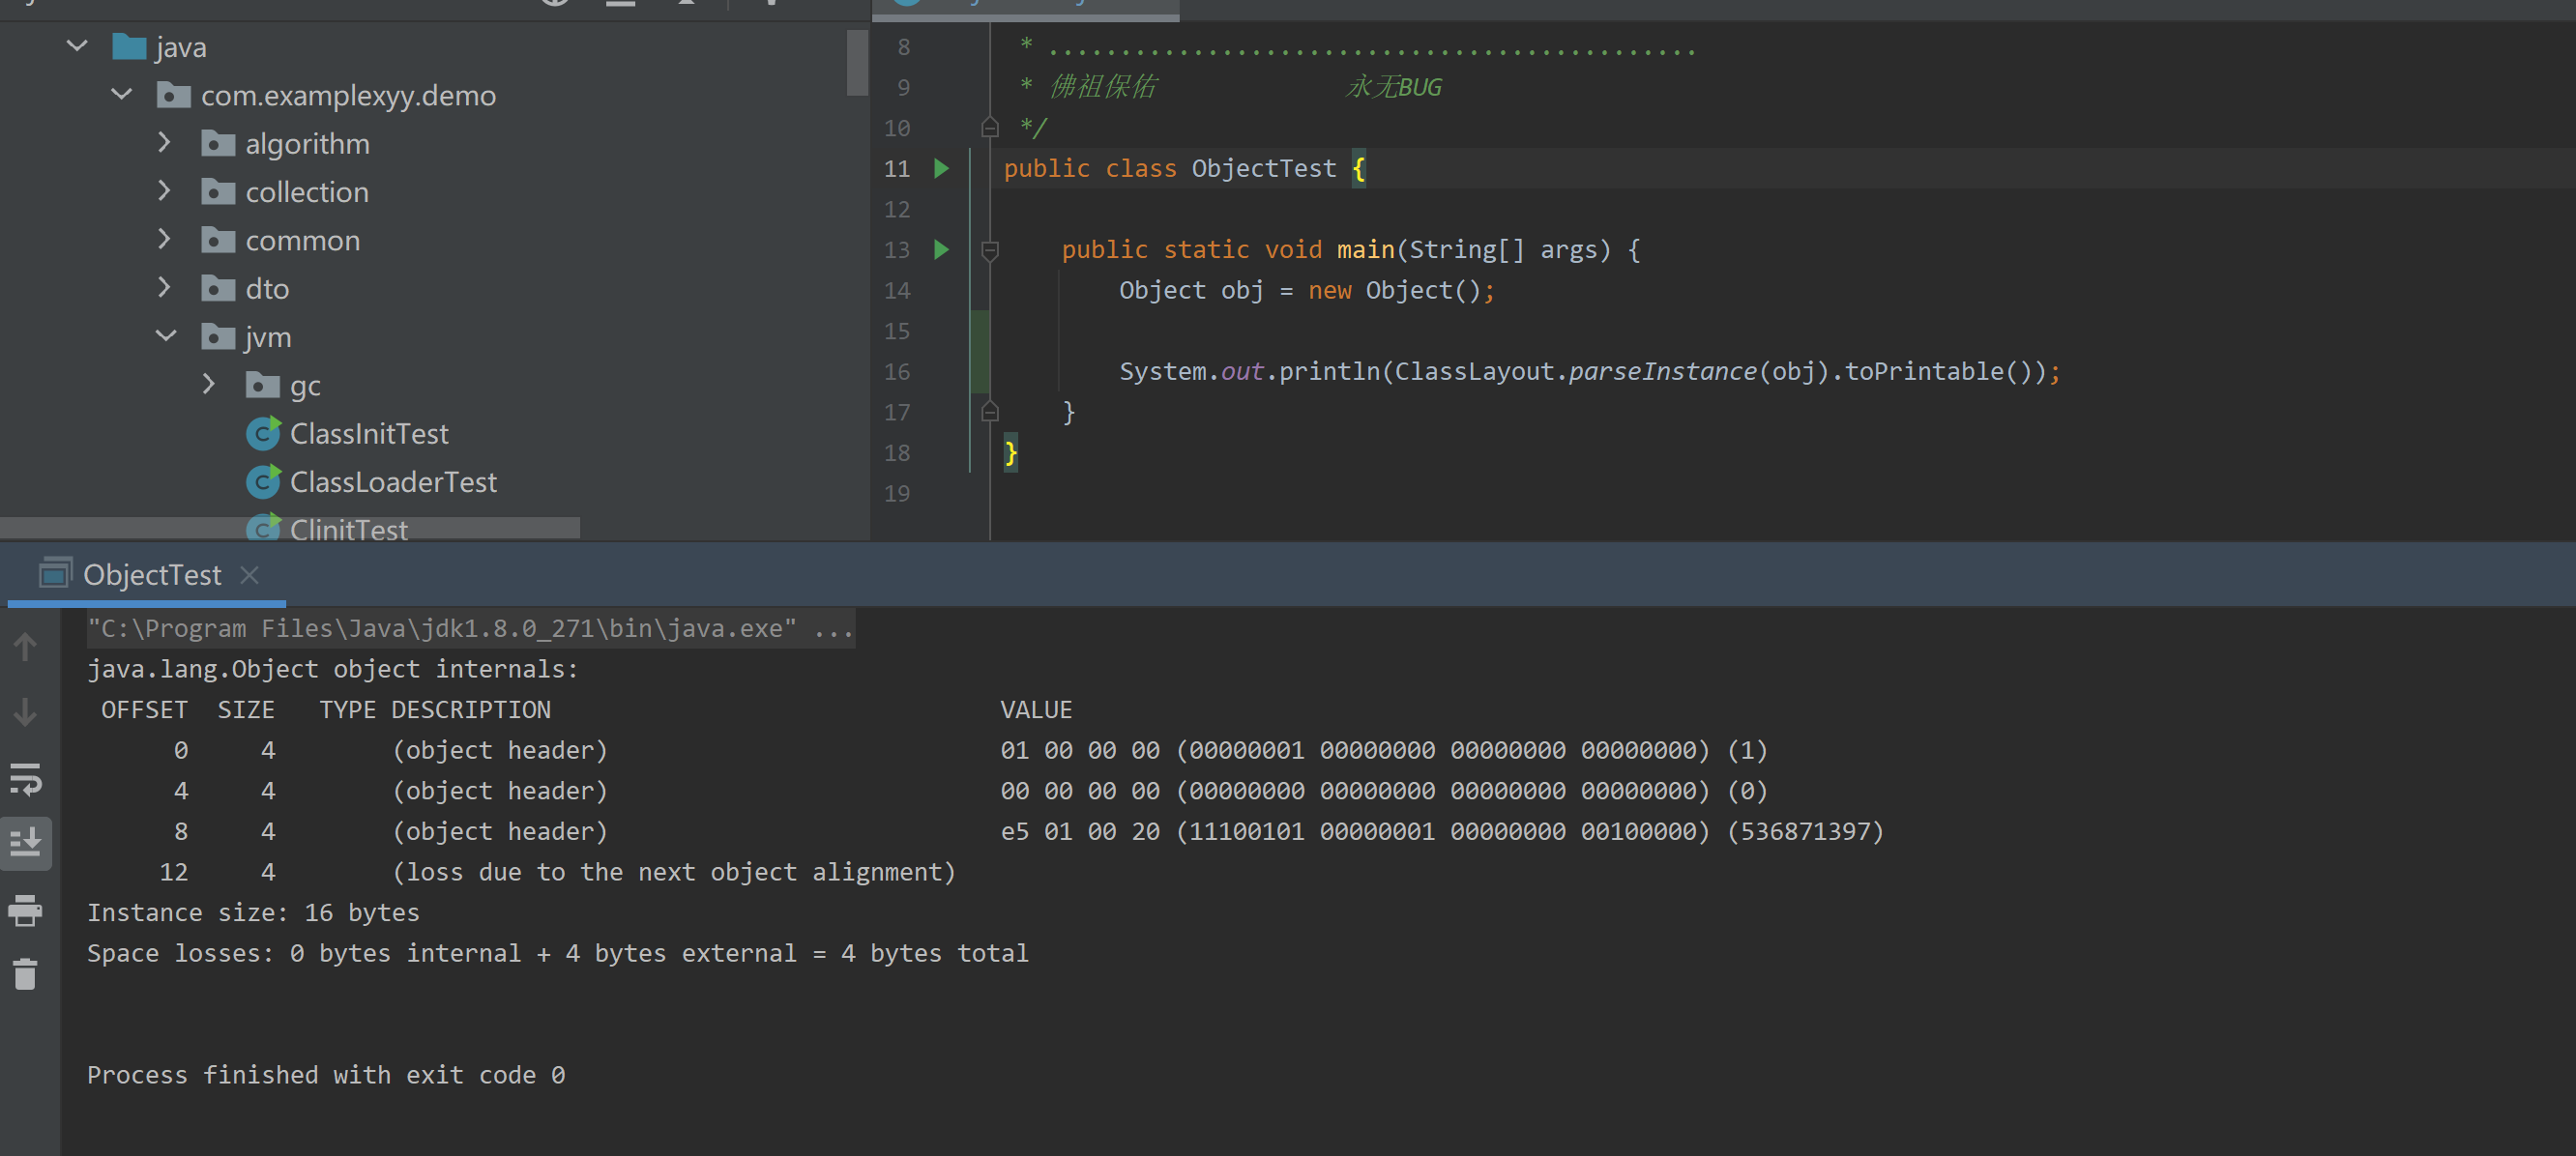 java
com.examplexyy.demo
algorithm
collection
common
dto
jvm
gc
ClassInitTest
ClassLoaderTest
ClinitTest
8 * .............................................
9 * 佛祖保佑 永无BUG
10 */
11 public class ObjectTest {
12
13 public static void main(String[] args) {
14 Object obj = new Object();
15
16 System.out.println(ClassLayout.parseInstance(obj).toPrintable());
17 }
18 }
19
ObjectTest
"C:\Program Files\Java\jdk1.8.0_271\bin\java.exe" ...
java.lang.Object object internals:
OFFSET SIZE TYPE DESCRIPTION VALUE
0 4 (object header) 01 00 00 00 (00000001 00000000 00000000 00000000) (1)
4 4 (object header) 00 00 00 00 (00000000 00000000 00000000 00000000) (0)
8 4 (object header) e5 01 00 20 (11100101 00000001 00000000 00100000) (536871397)
12 4 (loss due to the next object alignment)
Instance size: 16 bytes
Space losses: 0 bytes internal + 4 bytes external = 4 bytes total
Process finished with exit code 0